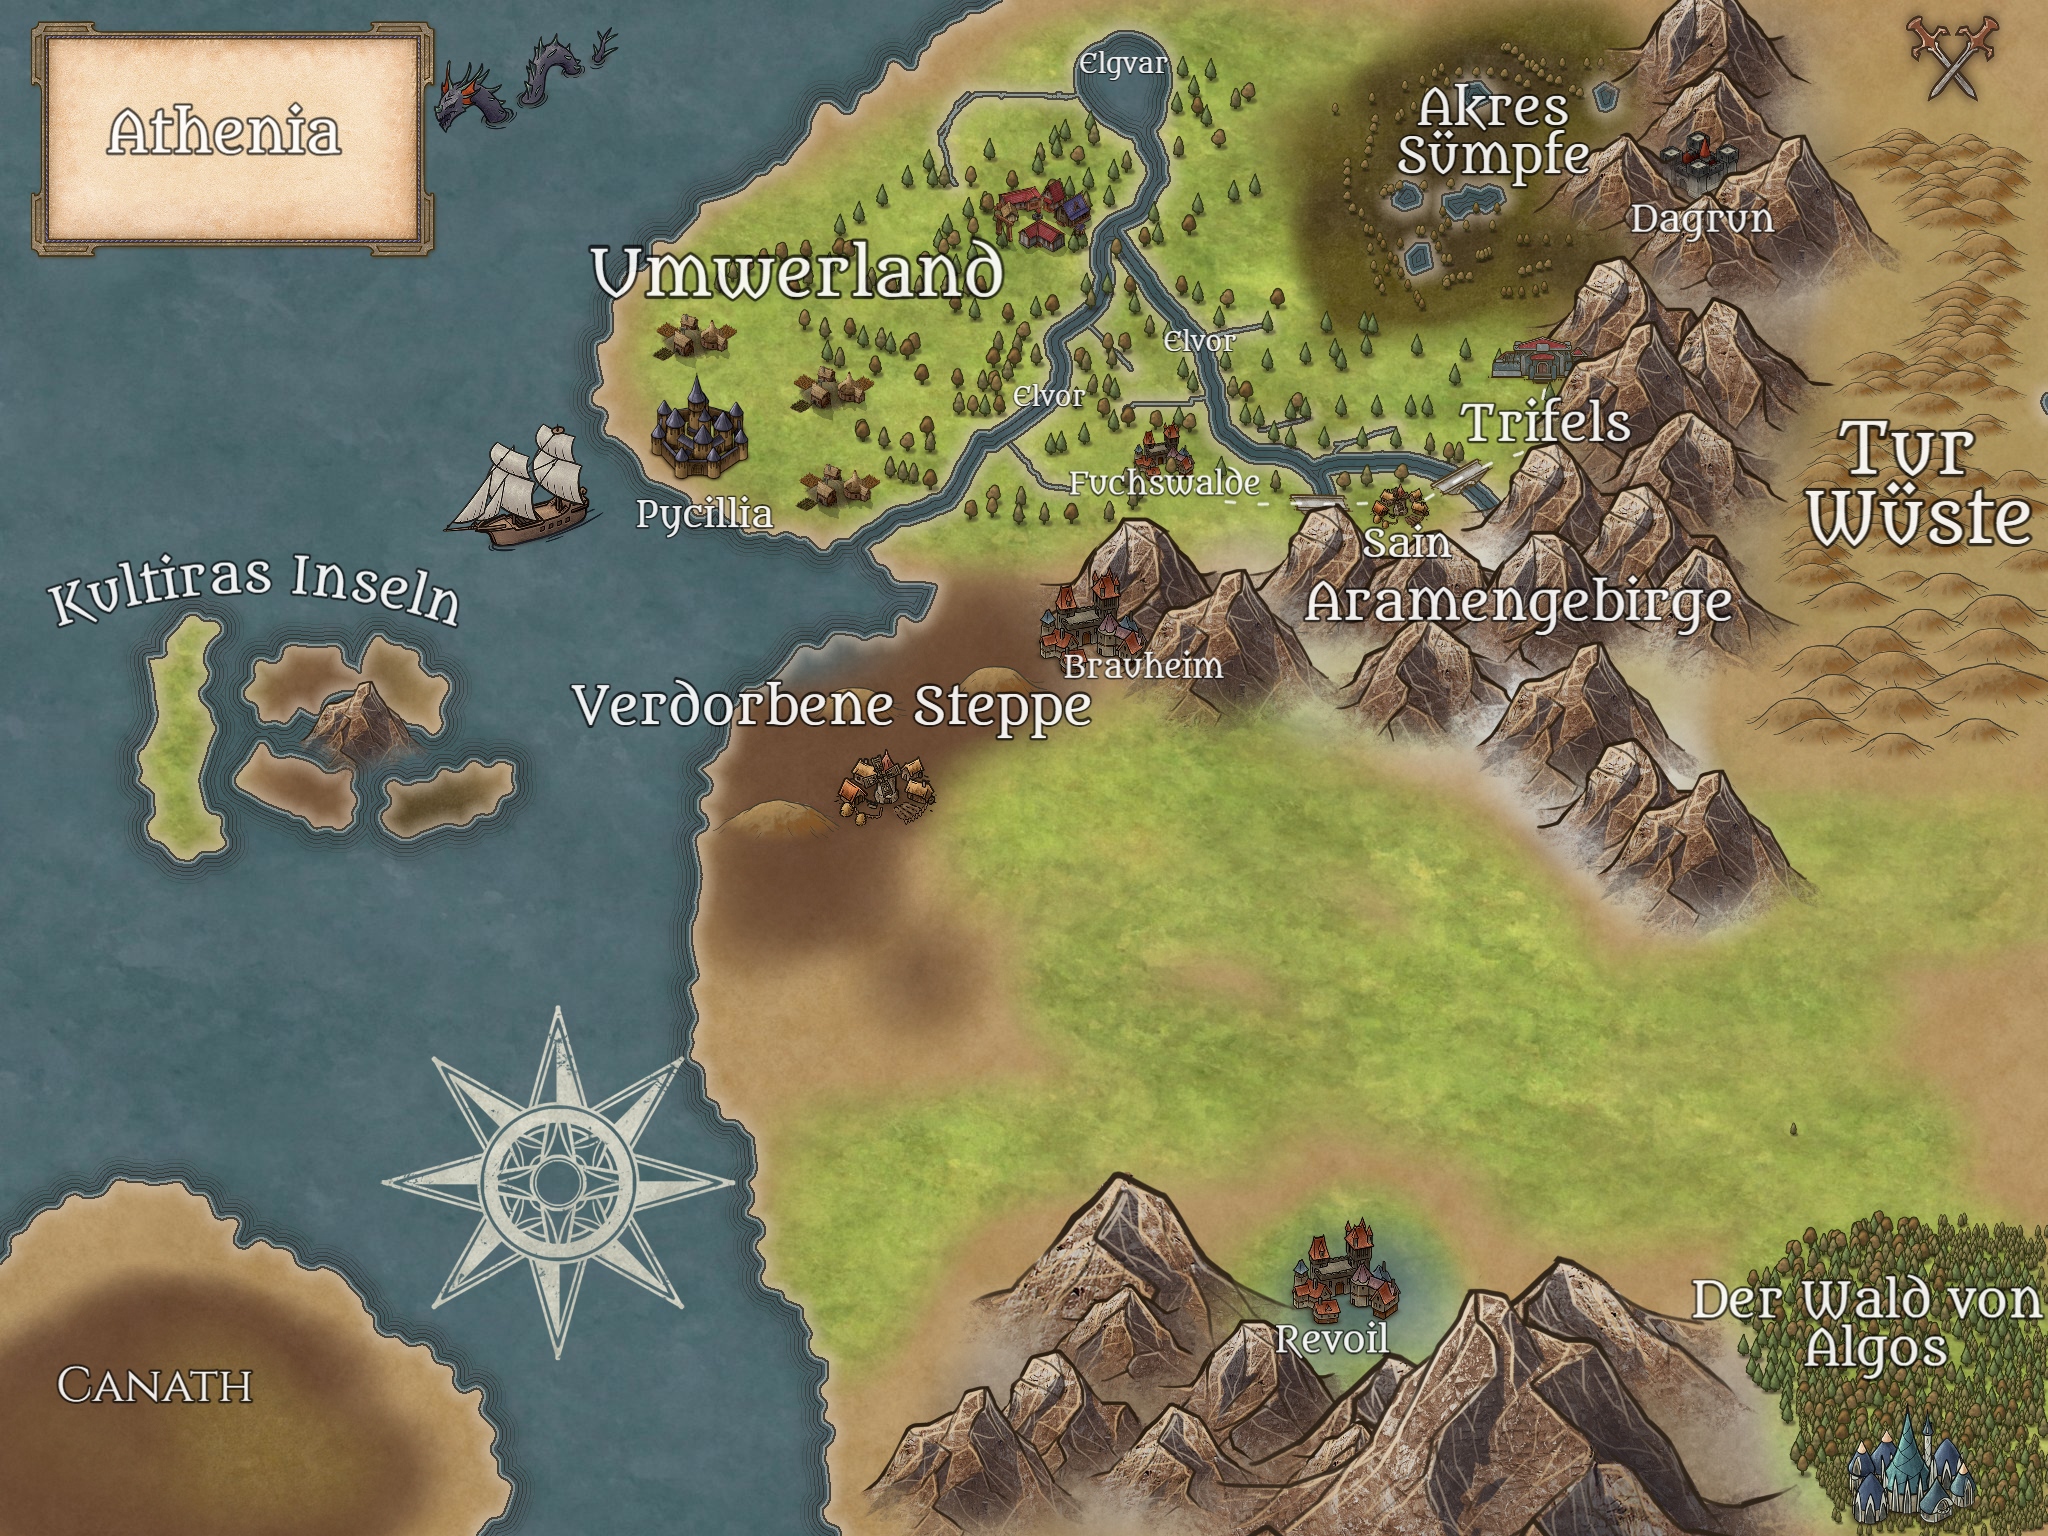 Athenia
Elgvar
Akres
Sümpfe
Dagrun
Umwerland
Elvor
Elvor
Trifels
Tur
Wüste
Fuchswalde
Pycillia
Sain
Kultiras Inseln
Aramengebirge
Brauheim
Verdorbene Steppe
Der Wald von
Algos
Revoil
Canath